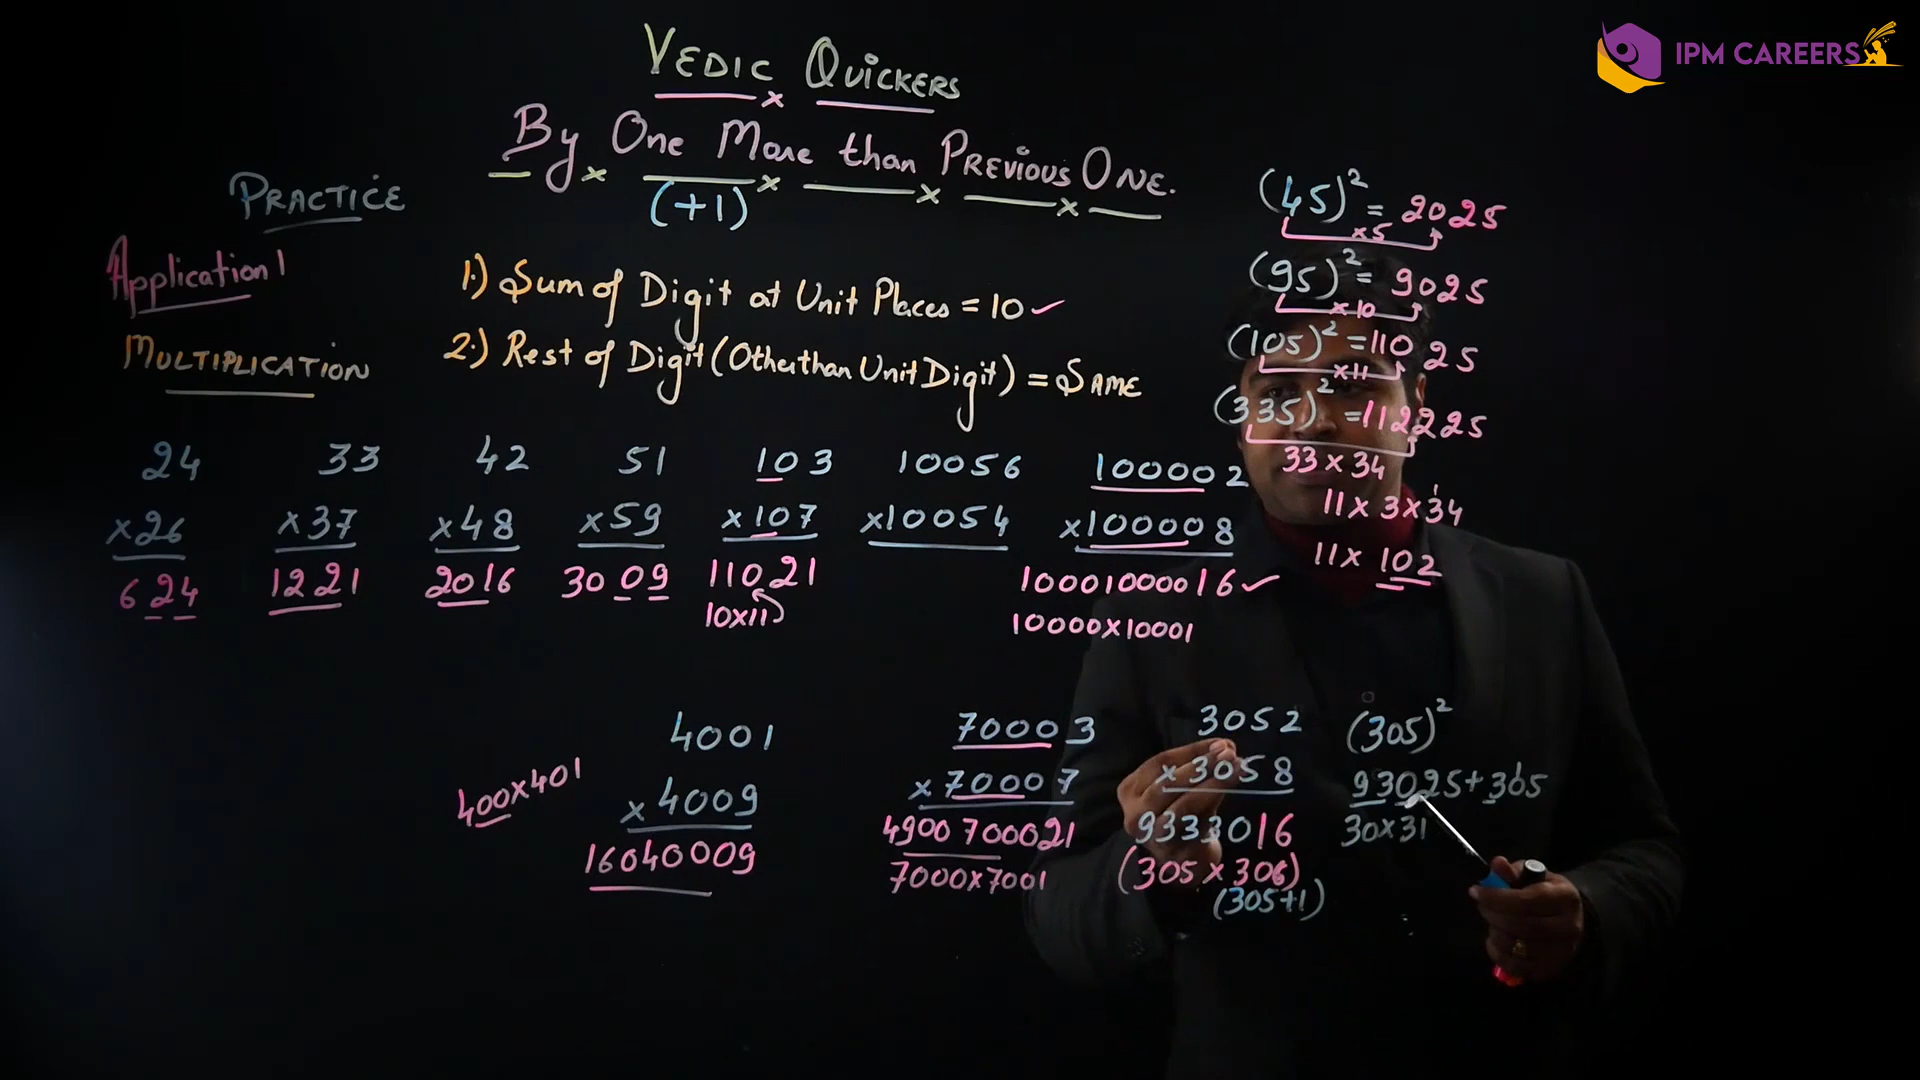 IPM CAREERS
VEDIC QUICKERS
By ONE MORE than PREVIOUS ONE.
(+1)
PRACTICE
Application 1
MULTIPLICATION
1.) Sum of Digit at Unit Places = 10 ✓
2.) Rest of Digit (Otherthan Unit Digit) = SAME
(45)² = 2025
×5
(95)² = 9025
×10
(105)² = 11025
×11
(335)² = 112225
33 × 34
11 × 3 × 34
11 × 102
24
×26
624
33
×37
1221
42
×48
2016
51
×59
3009
103
×107
11021
10×11
10056
×10054
100002
×100008
10001000016 ✓
10000×10001
4001
×4009
16040009
400×401
70003
×70007
4900700021
7000×7001
3052
×3058
9333016
(305 × 306)
(305+1)
(305)²
93025+305
30×31